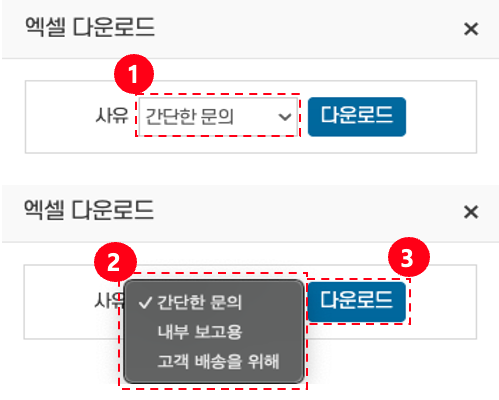 엑셀 다운로드 ×
1
사유 간단한 문의 다운로드
엑셀 다운로드 ×
2 3
사유 ✓ 간단한 문의 다운로드
내부 보고용
고객 배송을 위해